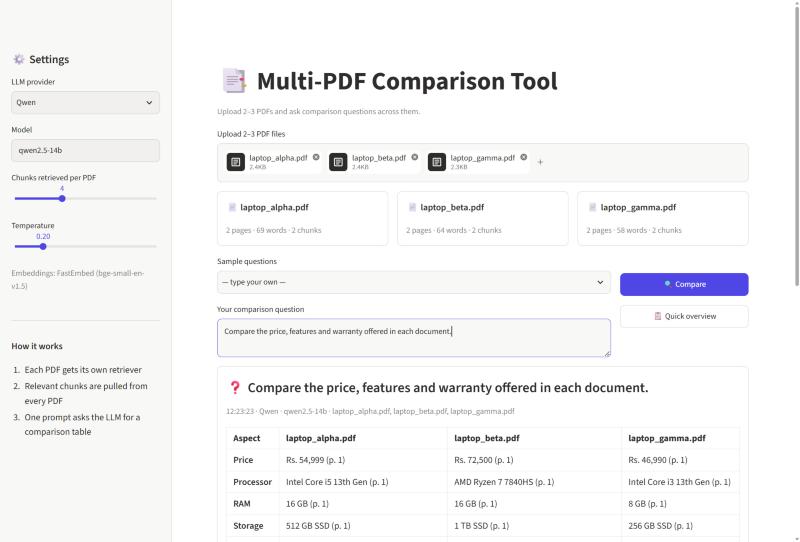 Settings
LLM provider
Qwen
Model
qwen2.5-14b
Chunks retrieved per PDF
4
Temperature
0.20
Embeddings: FastEmbed (bge-small-en-
v1.5)
How it works
1. Each PDF gets its own retriever
2. Relevant chunks are pulled from
every PDF
3. One prompt asks the LLM for a
comparison table
Multi-PDF Comparison Tool
Upload 2–3 PDFs and ask comparison questions across them.
Upload 2–3 PDF files
laptop_alpha.pdf
2.4KB
laptop_beta.pdf
2.4KB
laptop_gamma.pdf
2.3KB
laptop_alpha.pdf
2 pages · 69 words · 2 chunks
laptop_beta.pdf
2 pages · 64 words · 2 chunks
laptop_gamma.pdf
2 pages · 58 words · 2 chunks
Sample questions
— type your own —
Compare
Your comparison question
Quick overview
Compare the price, features and warranty offered in each document.
Compare the price, features and warranty offered in each document.
12:23:23 · Qwen · qwen2.5-14b · laptop_alpha.pdf, laptop_beta.pdf, laptop_gamma.pdf
Aspect laptop_alpha.pdf laptop_beta.pdf laptop_gamma.pdf
Price Rs. 54,999 (p. 1) Rs. 72,500 (p. 1) Rs. 46,990 (p. 1)
Processor Intel Core i5 13th Gen (p. 1) AMD Ryzen 7 7840HS (p. 1) Intel Core i3 13th Gen (p. 1)
RAM 16 GB (p. 1) 16 GB (p. 1) 8 GB (p. 1)
Storage 512 GB SSD (p. 1) 1 TB SSD (p. 1) 256 GB SSD (p. 1)